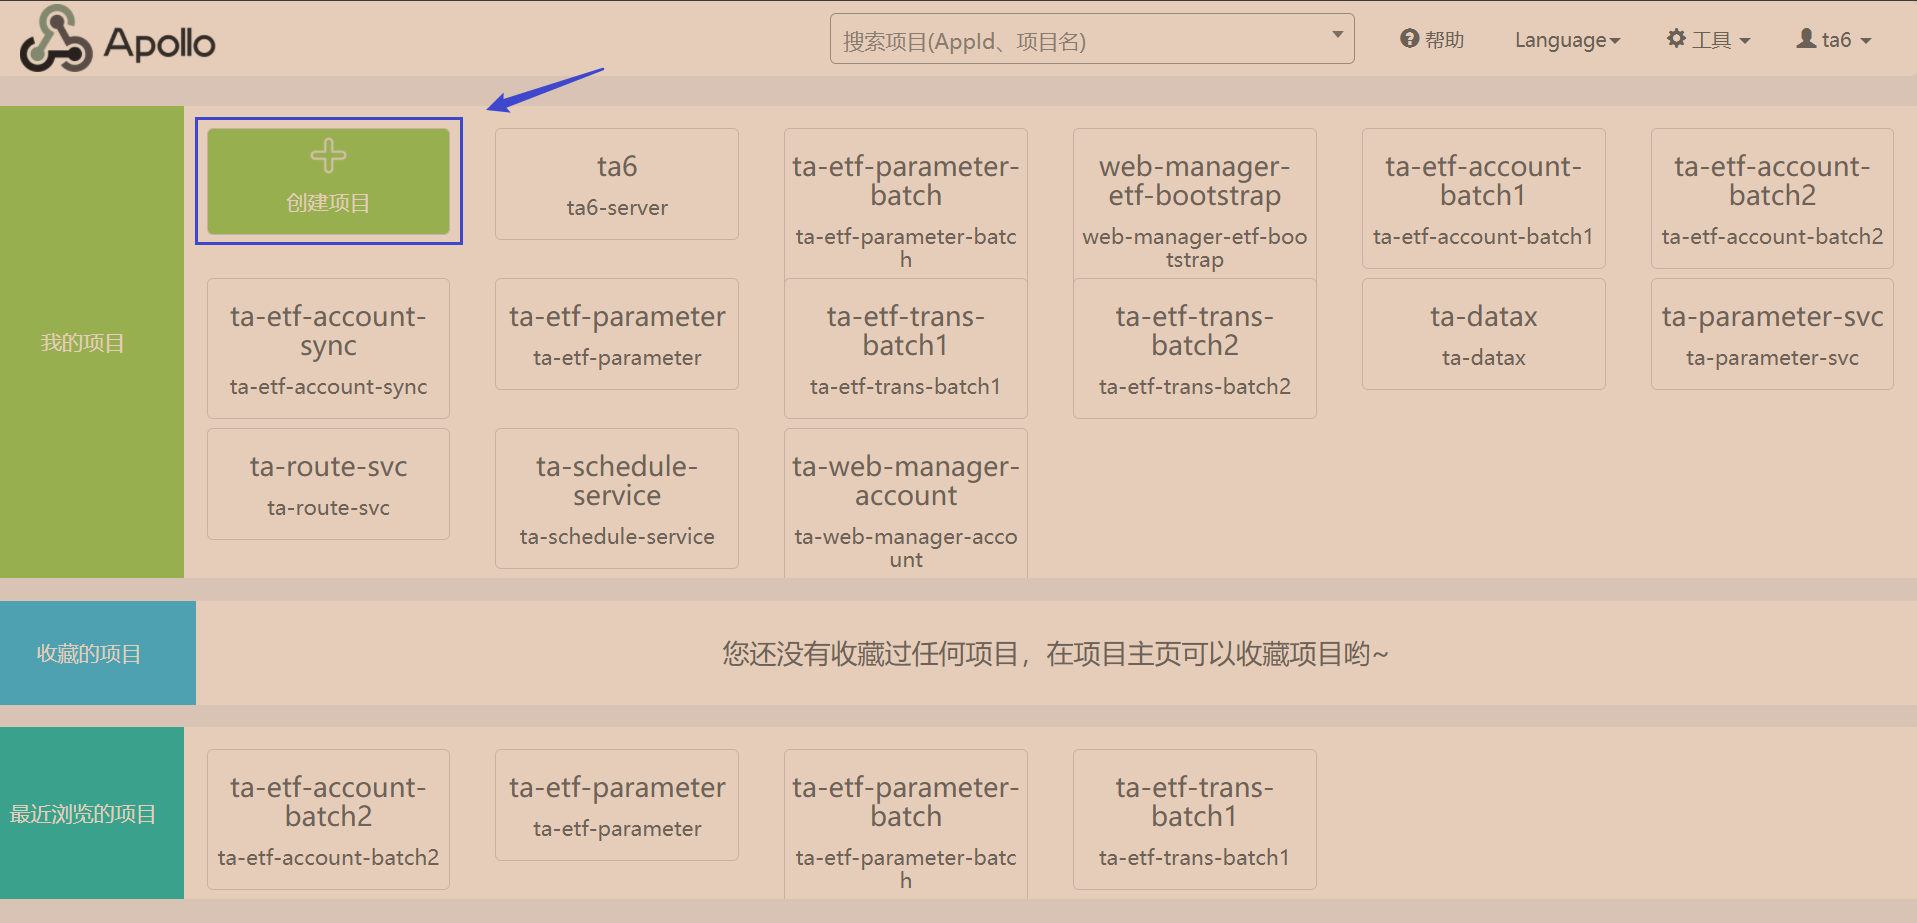 Apollo
搜索项目(AppId、项目名)
帮助
Language
工具
ta6
我的项目
创建项目
ta6
ta6-server
ta-etf-parameter-
batch
ta-etf-parameter-batc
h
web-manager-
etf-bootstrap
web-manager-etf-boo
tstrap
ta-etf-account-
batch1
ta-etf-account-batch1
ta-etf-account-
batch2
ta-etf-account-batch2
ta-etf-account-
sync
ta-etf-account-sync
ta-etf-parameter
ta-etf-parameter
ta-etf-trans-
batch1
ta-etf-trans-batch1
ta-etf-trans-
batch2
ta-etf-trans-batch2
ta-datax
ta-datax
ta-parameter-svc
ta-parameter-svc
ta-route-svc
ta-route-svc
ta-schedule-
service
ta-schedule-service
ta-web-manager-
account
ta-web-manager-acco
unt
收藏的项目
您还没有收藏过任何项目，在项目主页可以收藏项目哟~
最近浏览的项目
ta-etf-account-
batch2
ta-etf-account-batch2
ta-etf-parameter
ta-etf-parameter
ta-etf-parameter-
batch
ta-etf-parameter-batc
h
ta-etf-trans-
batch1
ta-etf-trans-batch1